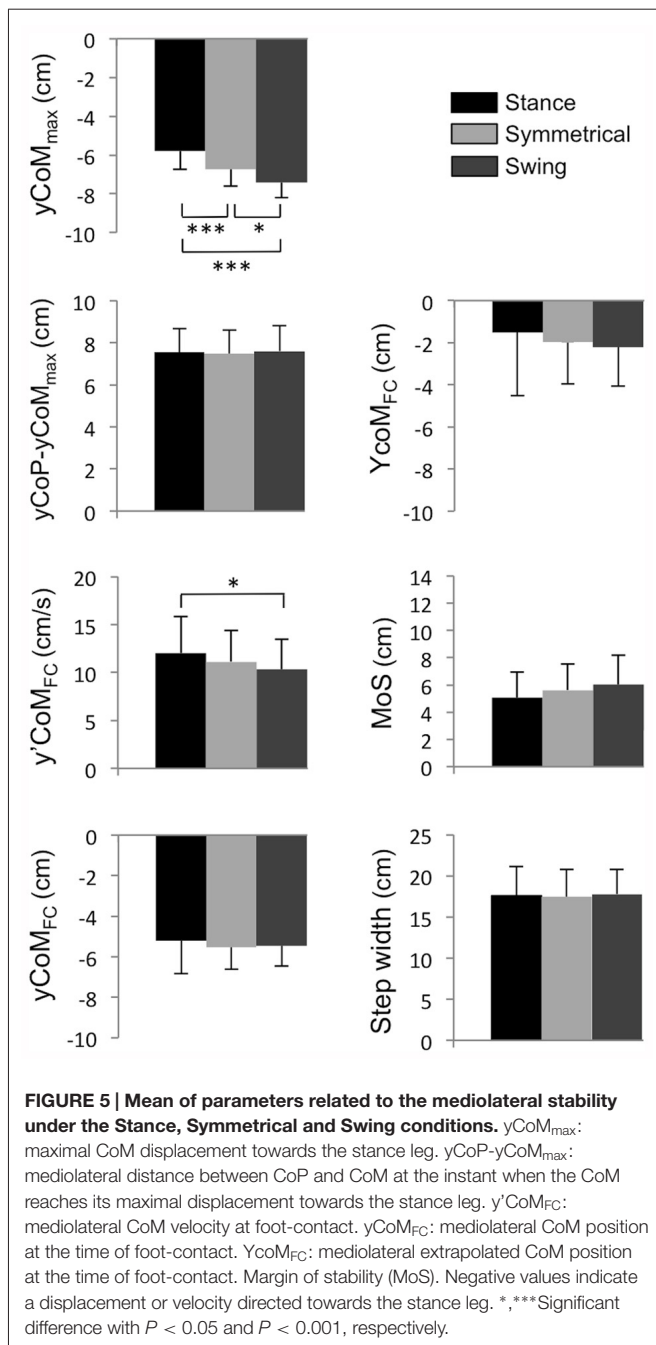 0
-2
-4
-6
-8
-10
yCoMmax (cm)
*** *
***
Stance
Symmetrical
Swing
10
8
6
4
2
0
yCoP-yCoMmax (cm)
0
-2
-4
-6
-8
-10
YcoMFC (cm)
20
15
10
5
0
y'CoMFC (cm/s)
*
14
12
10
8
6
4
2
0
MoS (cm)
0
-2
-4
-6
-8
-10
yCoMFC (cm)
25
20
15
10
5
0
Step width (cm)
FIGURE 5 | Mean of parameters related to the mediolateral stability
under the Stance, Symmetrical and Swing conditions. yCoMmax:
maximal CoM displacement towards the stance leg. yCoP-yCoMmax:
mediolateral distance between CoP and CoM at the instant when the CoM
reaches its maximal displacement towards the stance leg. y'CoMFC:
mediolateral CoM velocity at foot-contact. yCoMFC: mediolateral CoM position
at the time of foot-contact. YcoMFC: mediolateral extrapolated CoM position
at the time of foot-contact. Margin of stability (MoS). Negative values indicate
a displacement or velocity directed towards the stance leg. *,***Significant
difference with P < 0.05 and P < 0.001, respectively.